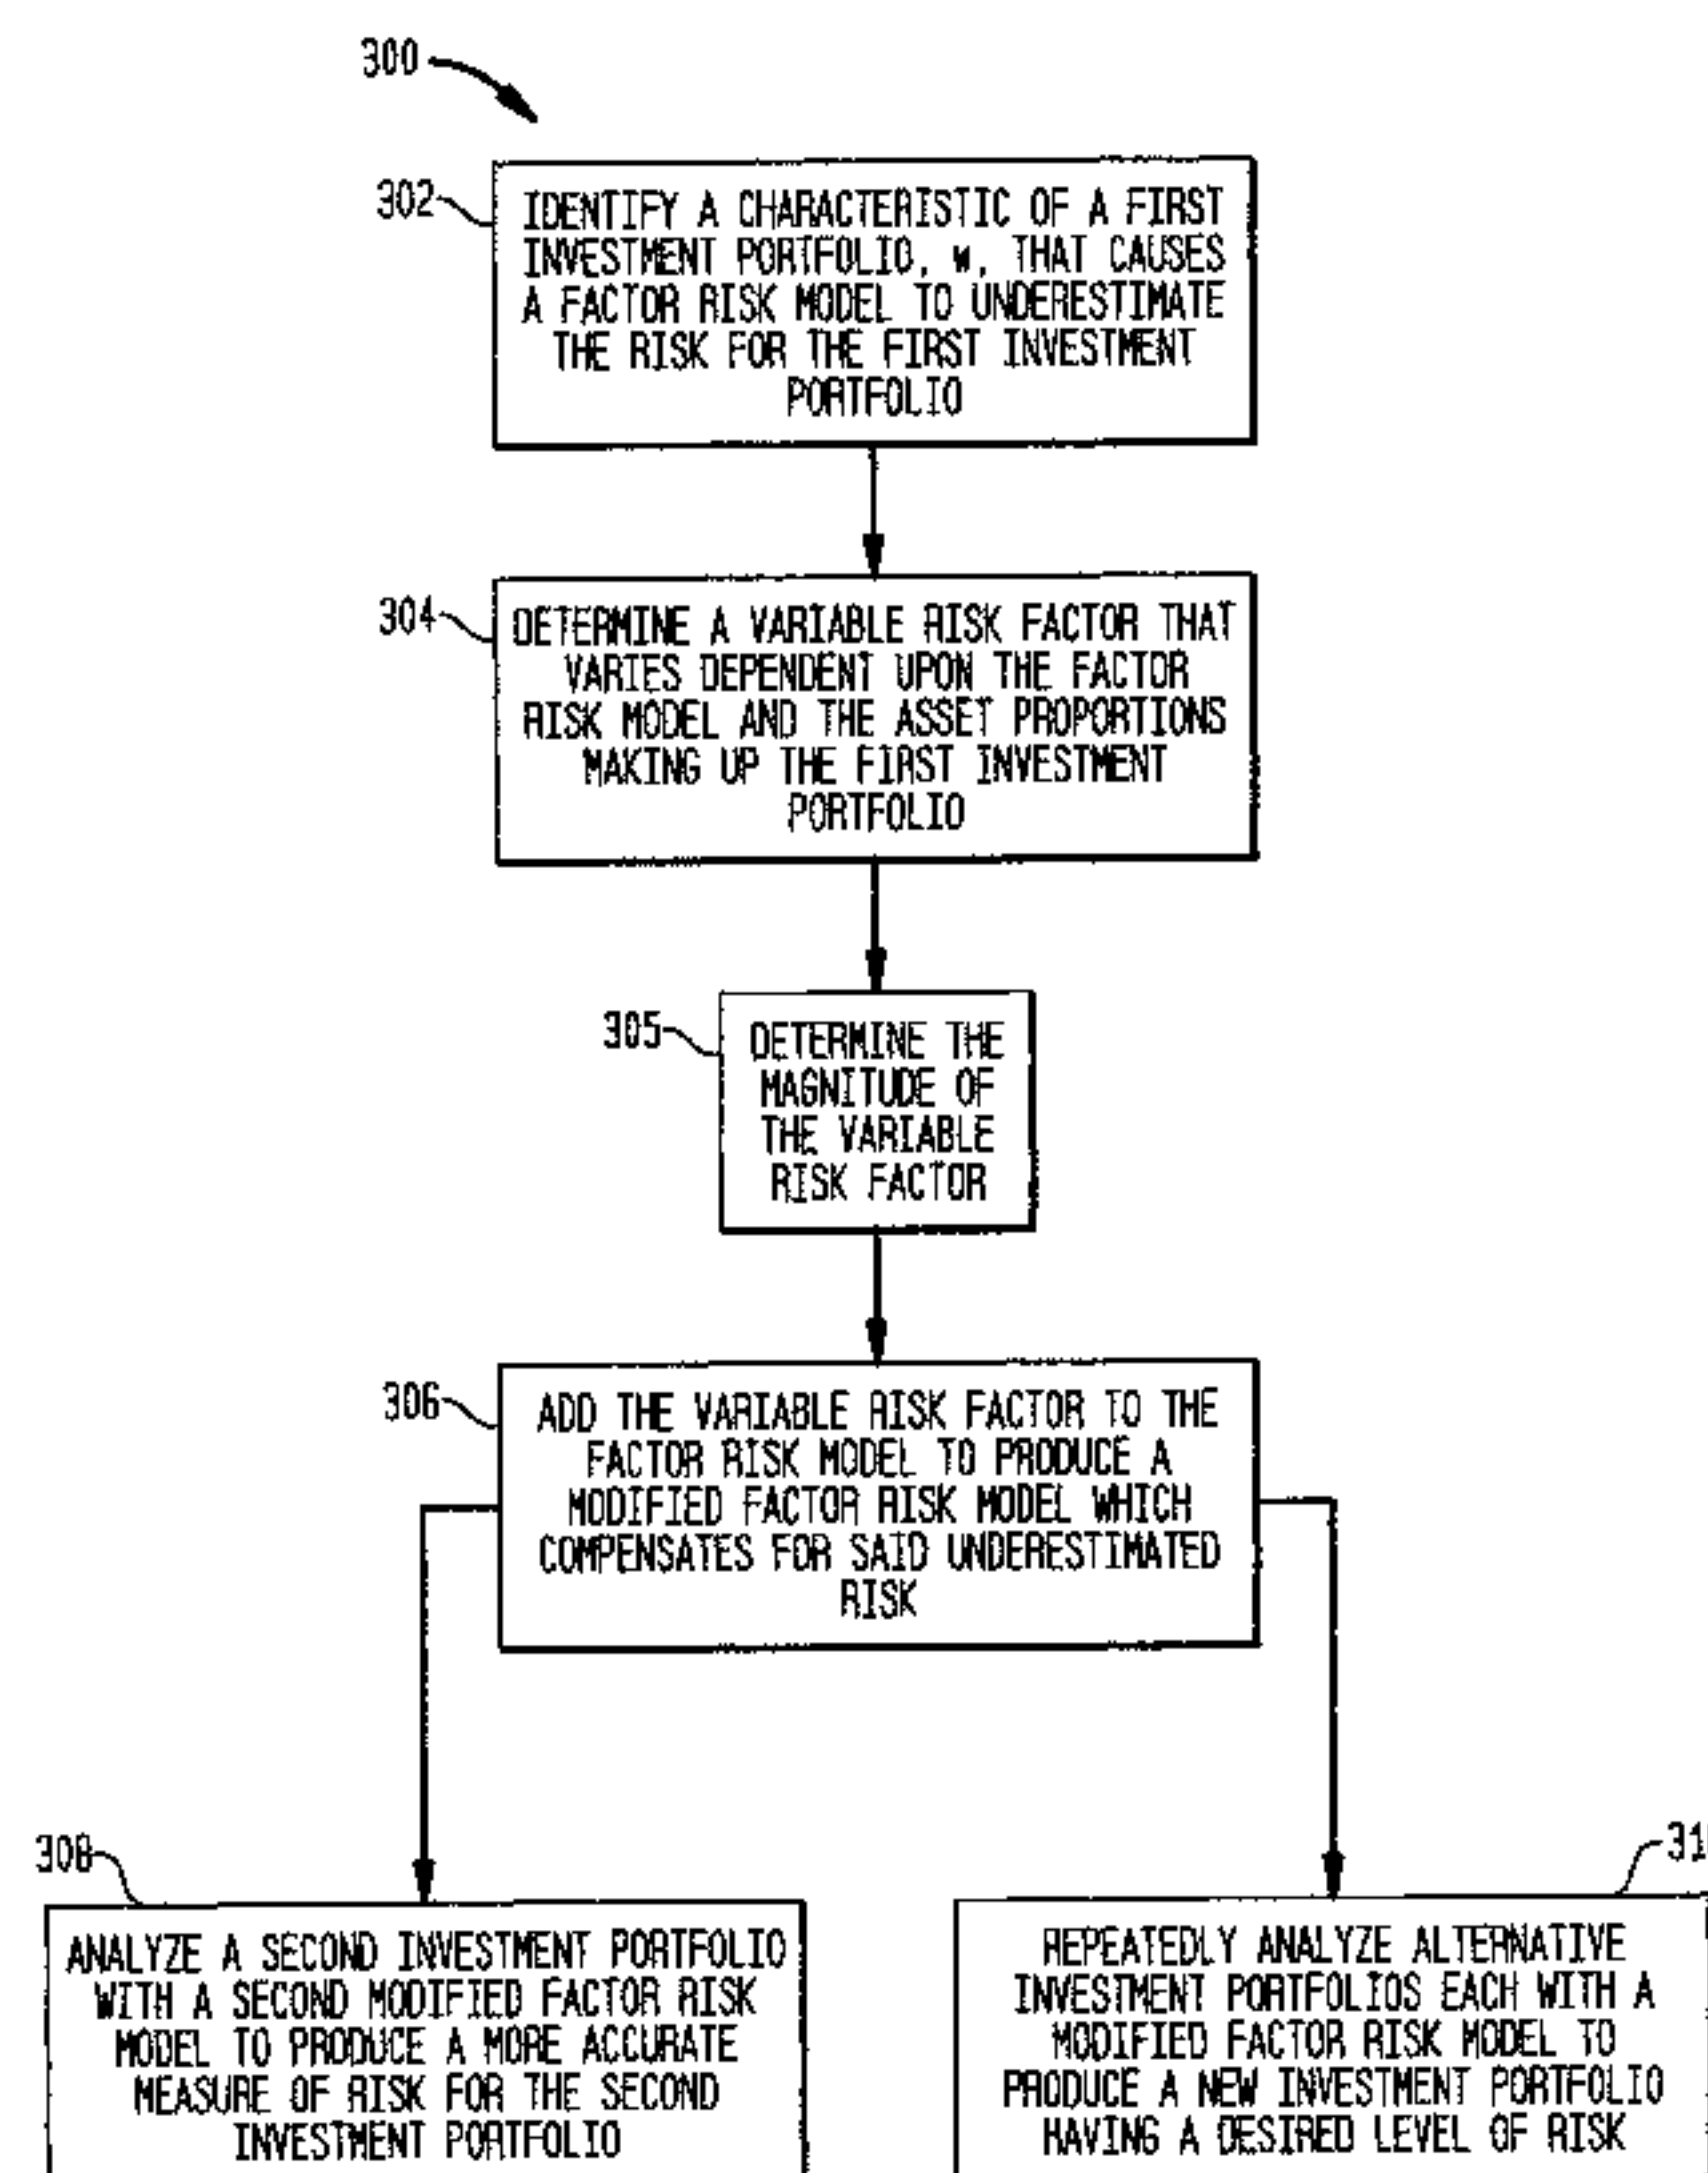 300
302
IDENTIFY A CHARACTERISTIC OF A FIRST
INVESTMENT PORTFOLIO, w, THAT CAUSES
A FACTOR RISK MODEL TO UNDERESTIMATE
THE RISK FOR THE FIRST INVESTMENT
PORTFOLIO
304
DETERMINE A VARIABLE RISK FACTOR THAT
VARIES DEPENDENT UPON THE FACTOR
RISK MODEL AND THE ASSET PROPORTIONS
MAKING UP THE FIRST INVESTMENT
PORTFOLIO
305
DETERMINE THE
MAGNITUDE OF
THE VARIABLE
RISK FACTOR
306
ADD THE VARIABLE RISK FACTOR TO THE
FACTOR RISK MODEL TO PRODUCE A
MODIFIED FACTOR RISK MODEL WHICH
COMPENSATES FOR SAID UNDERESTIMATED
RISK
308
ANALYZE A SECOND INVESTMENT PORTFOLIO
WITH A SECOND MODIFIED FACTOR RISK
MODEL TO PRODUCE A MORE ACCURATE
MEASURE OF RISK FOR THE SECOND
INVESTMENT PORTFOLIO
REPEATEDLY ANALYZE ALTERNATIVE
INVESTMENT PORTFOLIOS EACH WITH A
MODIFIED FACTOR RISK MODEL TO
PRODUCE A NEW INVESTMENT PORTFOLIO
HAVING A DESIRED LEVEL OF RISK